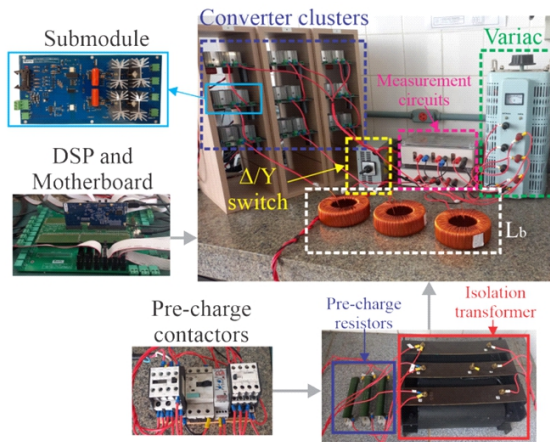 Converter clusters
Submodule
Variac
Measurement
circuits
DSP and
Motherboard
Δ/Y
switch
Lb
Pre-charge
contactors
Pre-charge
resistors
Isolation
transformer